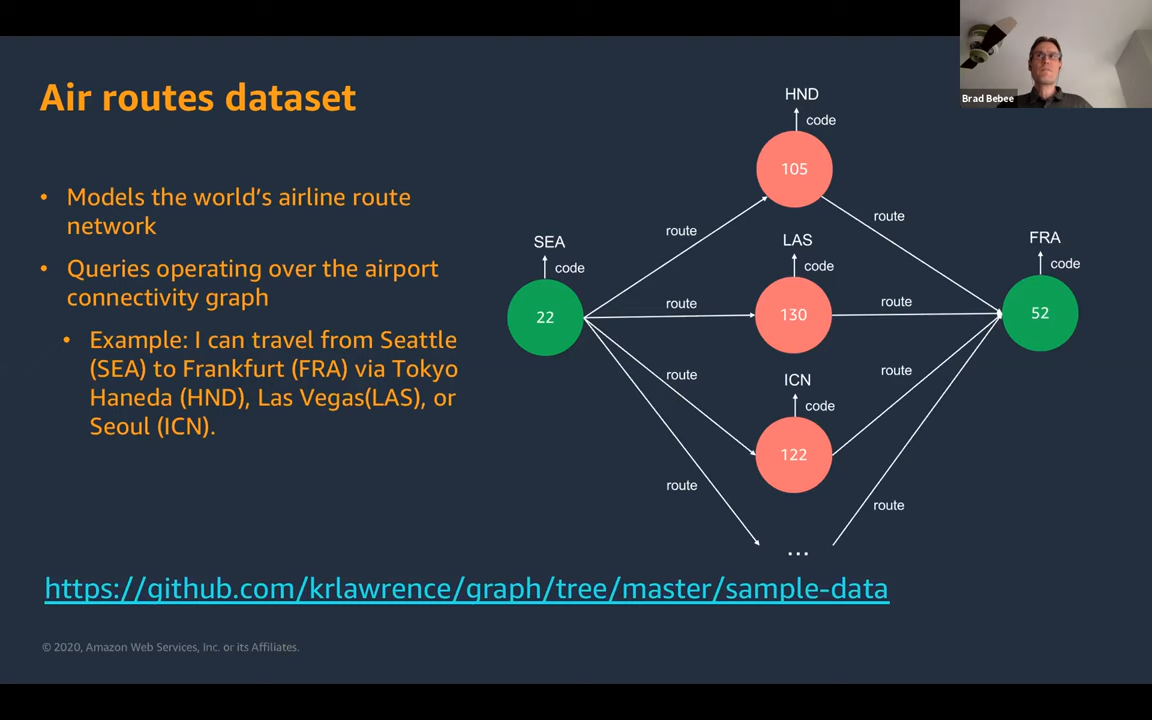 Air routes dataset
• Models the world's airline route
network
• Queries operating over the airport
connectivity graph
• Example: I can travel from Seattle
(SEA) to Frankfurt (FRA) via Tokyo
Haneda (HND), Las Vegas(LAS), or
Seoul (ICN).
HND
code
105
route
route
SEA
code
22
LAS
code
130
route
route
FRA
code
52
ICN
code
122
route
route
route
route
...
https://github.com/krlawrence/graph/tree/master/sample-data
© 2020, Amazon Web Services, Inc. or its Affiliates.
Brad Bebee